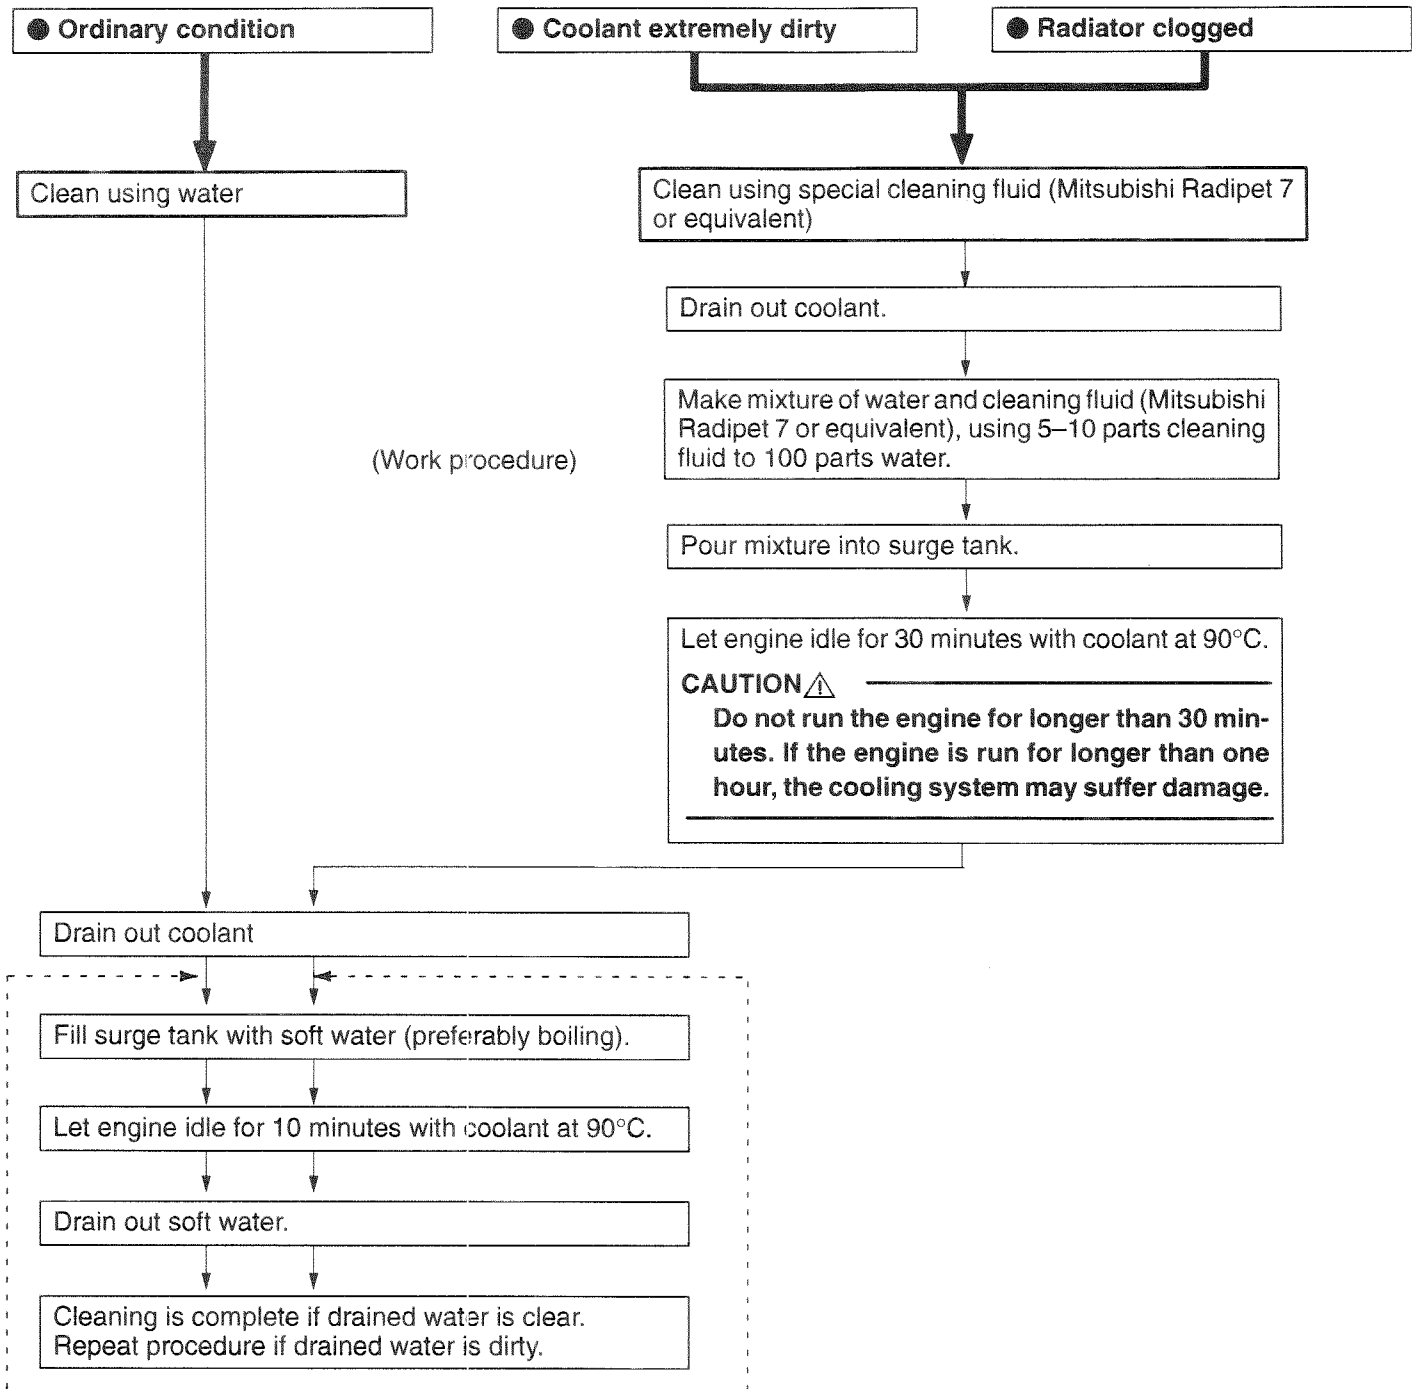 ● Ordinary condition
● Coolant extremely dirty
● Radiator clogged
Clean using water
Clean using special cleaning fluid (Mitsubishi Radipet 7
or equivalent)
Drain out coolant.
Make mixture of water and cleaning fluid (Mitsubishi
Radipet 7 or equivalent), using 5–10 parts cleaning
fluid to 100 parts water.
(Work procedure)
Pour mixture into surge tank.
Let engine idle for 30 minutes with coolant at 90°C.
CAUTION⚠
Do not run the engine for longer than 30 min-
utes. If the engine is run for longer than one
hour, the cooling system may suffer damage.
Drain out coolant
Fill surge tank with soft water (preferably boiling).
Let engine idle for 10 minutes with coolant at 90°C.
Drain out soft water.
Cleaning is complete if drained water is clear.
Repeat procedure if drained water is dirty.